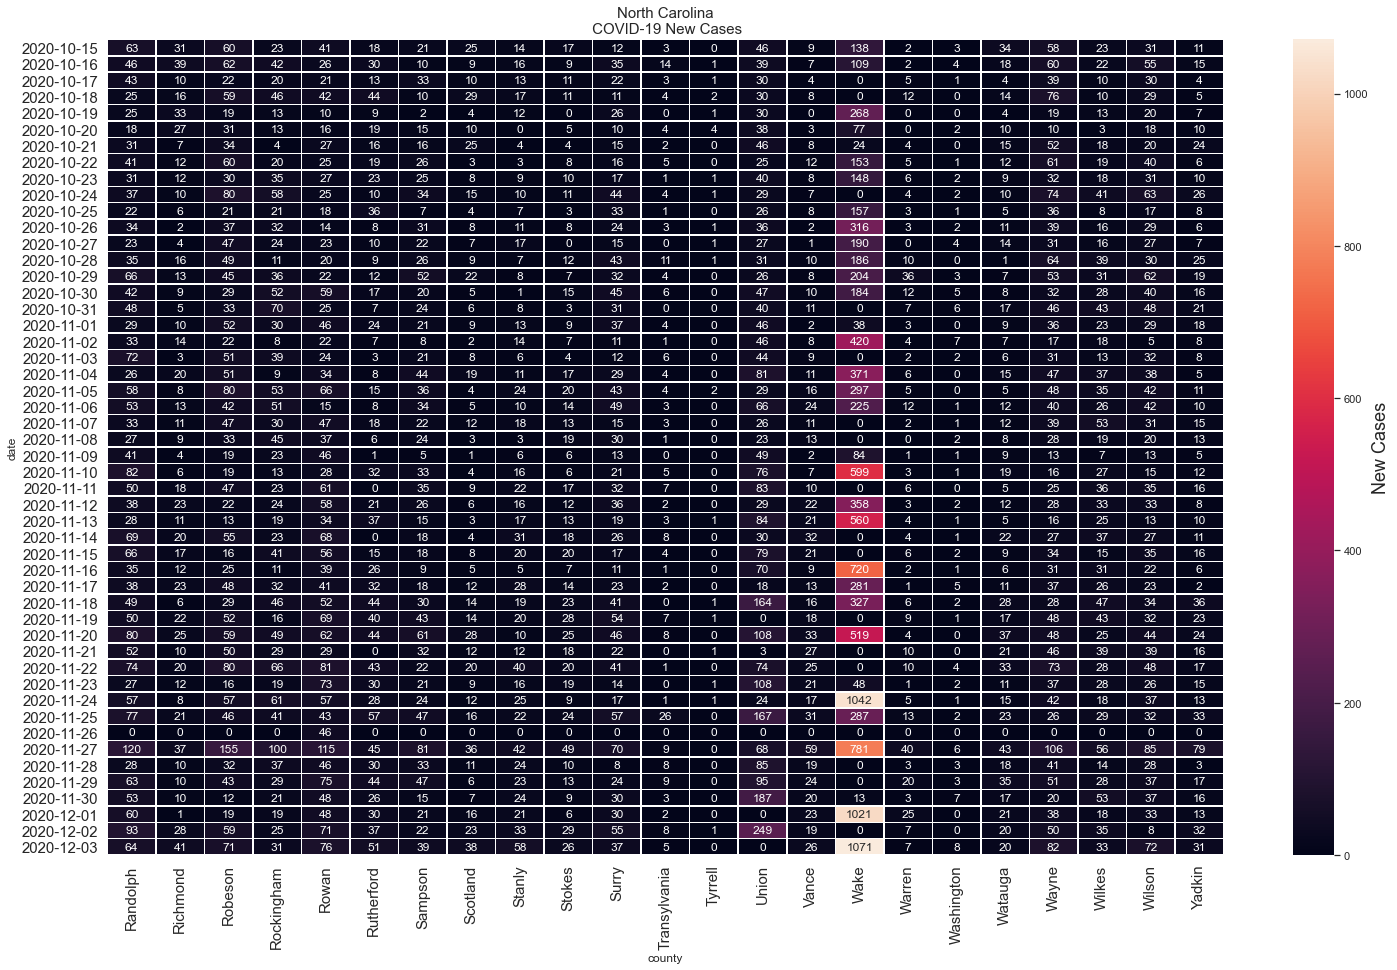 North Carolina
COVID-19 New Cases
2020-10-15 63 31 60 23 41 18 21 25 14 17 12 3 0 46 9 138 2 3 34 58 23 31 11
2020-10-16 46 39 62 42 26 30 10 9 16 9 35 14 1 39 7 109 2 4 18 60 22 55 15
2020-10-17 43 10 22 20 21 13 33 10 13 11 22 3 1 30 4 0 5 1 4 39 10 30 4
2020-10-18 25 16 59 46 42 44 10 29 17 11 11 4 2 30 8 0 12 0 14 76 10 29 5
2020-10-19 25 33 19 13 10 9 2 4 12 0 26 0 1 30 0 268 0 0 4 19 13 20 7
2020-10-20 18 27 31 13 16 19 15 10 0 5 10 4 4 38 3 77 0 2 10 10 3 18 10
2020-10-21 31 7 34 4 27 16 16 25 4 4 15 2 0 46 8 24 4 0 15 52 18 20 24
2020-10-22 41 12 60 20 25 19 26 3 3 8 16 5 0 25 12 153 5 1 12 61 19 40 6
2020-10-23 31 12 30 35 27 23 25 8 9 10 17 1 1 40 8 148 6 2 9 32 18 31 10
2020-10-24 37 10 80 58 25 10 34 15 10 11 44 4 1 29 7 0 4 2 10 74 41 63 26
2020-10-25 22 6 21 21 18 36 7 4 7 3 33 1 0 26 8 157 3 1 5 36 8 17 8
2020-10-26 34 2 37 32 14 8 31 8 11 8 24 3 1 36 2 316 3 2 11 39 16 29 6
2020-10-27 23 4 47 24 23 10 22 7 17 0 15 0 1 27 1 190 0 4 14 31 16 27 7
2020-10-28 35 16 49 11 20 9 26 9 7 12 43 11 1 31 10 186 10 0 1 64 39 30 25
2020-10-29 66 13 45 36 22 12 52 22 8 7 32 4 0 26 8 204 36 3 7 53 31 62 19
2020-10-30 42 9 29 52 59 17 20 5 1 15 45 6 0 47 10 184 12 5 8 32 28 40 16
2020-10-31 48 5 33 70 25 7 24 6 8 3 31 0 0 40 11 0 7 6 17 46 43 48 21
2020-11-01 29 10 52 30 46 24 21 9 13 9 37 4 0 46 2 38 3 0 9 36 23 29 18
2020-11-02 33 14 22 8 22 7 8 2 14 7 11 1 0 46 8 420 4 7 7 17 18 5 8
2020-11-03 72 3 51 39 24 3 21 8 6 4 12 6 0 44 9 0 2 2 6 31 13 32 8
2020-11-04 26 20 51 9 34 8 44 19 11 17 29 4 0 81 11 371 6 0 15 47 37 38 5
2020-11-05 58 8 80 53 66 15 36 4 24 20 43 4 2 29 16 297 5 0 5 48 35 42 11
2020-11-06 53 13 42 51 15 8 34 5 10 14 49 3 0 66 24 225 12 1 12 40 26 42 10
2020-11-07 33 11 47 30 47 18 22 12 18 13 15 3 0 26 11 0 2 1 12 39 53 31 15
2020-11-08 27 9 33 45 37 6 24 3 3 19 30 1 0 23 13 0 0 2 8 28 19 20 13
2020-11-09 41 4 19 23 46 1 5 1 6 6 13 0 0 49 2 84 1 1 9 13 7 13 5
2020-11-10 82 6 19 13 28 32 33 4 16 6 21 5 0 76 7 599 3 1 19 16 27 15 12
2020-11-11 50 18 47 23 61 0 35 9 22 17 32 7 0 83 10 0 6 0 5 25 36 35 16
2020-11-12 38 23 22 24 58 21 26 6 16 12 36 2 0 29 22 358 3 2 12 28 33 33 8
2020-11-13 28 11 13 19 34 37 15 3 17 13 19 3 1 84 21 560 4 1 5 16 25 13 10
2020-11-14 69 20 55 23 68 0 18 4 31 18 26 8 0 30 32 0 4 1 22 27 37 27 11
2020-11-15 66 17 16 41 56 15 18 8 20 20 17 4 0 79 21 0 6 2 9 34 15 35 16
2020-11-16 35 12 25 11 39 26 9 5 5 7 11 1 0 70 9 720 2 1 6 31 31 22 6
2020-11-17 38 23 48 32 41 32 18 12 28 14 23 2 0 18 13 281 1 5 11 37 26 23 2
2020-11-18 49 6 29 46 52 44 30 14 19 23 41 0 1 164 16 327 6 2 28 28 47 34 36
2020-11-19 50 22 52 16 69 40 43 14 20 28 54 7 1 0 18 0 9 1 17 48 43 32 23
2020-11-20 80 25 59 49 62 44 61 28 10 25 46 8 0 108 33 519 4 0 37 48 25 44 24
2020-11-21 52 10 50 29 29 0 32 12 12 18 22 0 1 3 27 0 10 0 21 46 39 39 16
2020-11-22 74 20 80 66 81 43 22 20 40 20 41 1 0 74 25 0 10 4 33 73 28 48 17
2020-11-23 27 12 16 19 73 30 21 9 16 19 14 0 0 108 21 48 1 2 11 37 28 26 15
2020-11-24 57 8 57 61 57 28 24 12 25 9 17 1 1 24 17 1042 5 1 15 42 18 37 13
2020-11-25 77 21 46 41 43 57 47 16 22 24 57 26 0 167 31 287 13 2 23 26 29 32 33
2020-11-26 0 0 0 0 46 0 0 0 0 0 0 0 0 0 0 0 0 0 0 0 0 0 0
2020-11-27 120 37 155 100 115 45 81 36 42 49 70 9 0 68 59 781 40 6 43 106 56 85 79
2020-11-28 28 10 32 37 46 30 33 11 24 10 8 8 0 85 19 0 3 3 18 41 14 28 3
2020-11-29 63 10 43 29 75 44 47 6 23 13 24 9 0 95 24 0 20 3 35 51 28 37 17
2020-11-30 53 10 12 21 48 26 15 7 24 9 30 3 0 187 20 13 3 7 17 20 53 37 16
2020-12-01 60 1 19 19 48 30 21 16 21 6 23 0 0 0 23 1021 25 0 21 38 18 33 13
2020-12-02 93 28 59 25 71 37 22 23 33 29 55 8 1 249 19 0 7 0 20 50 35 8 32
2020-12-03 64 41 71 31 76 51 39 38 58 26 37 5 0 0 26 1071 7 8 20 82 33 72 31
Randolph Richmond Robeson Rockingham Rowan Rutherford Sampson Scotland Stanly Stokes Surry Transylvania Tyrrell Union Vance Wake Warren Washington Watauga Wayne Wilkes Wilson Yadkin
county
date
1000
800
600
400
200
0
New Cases